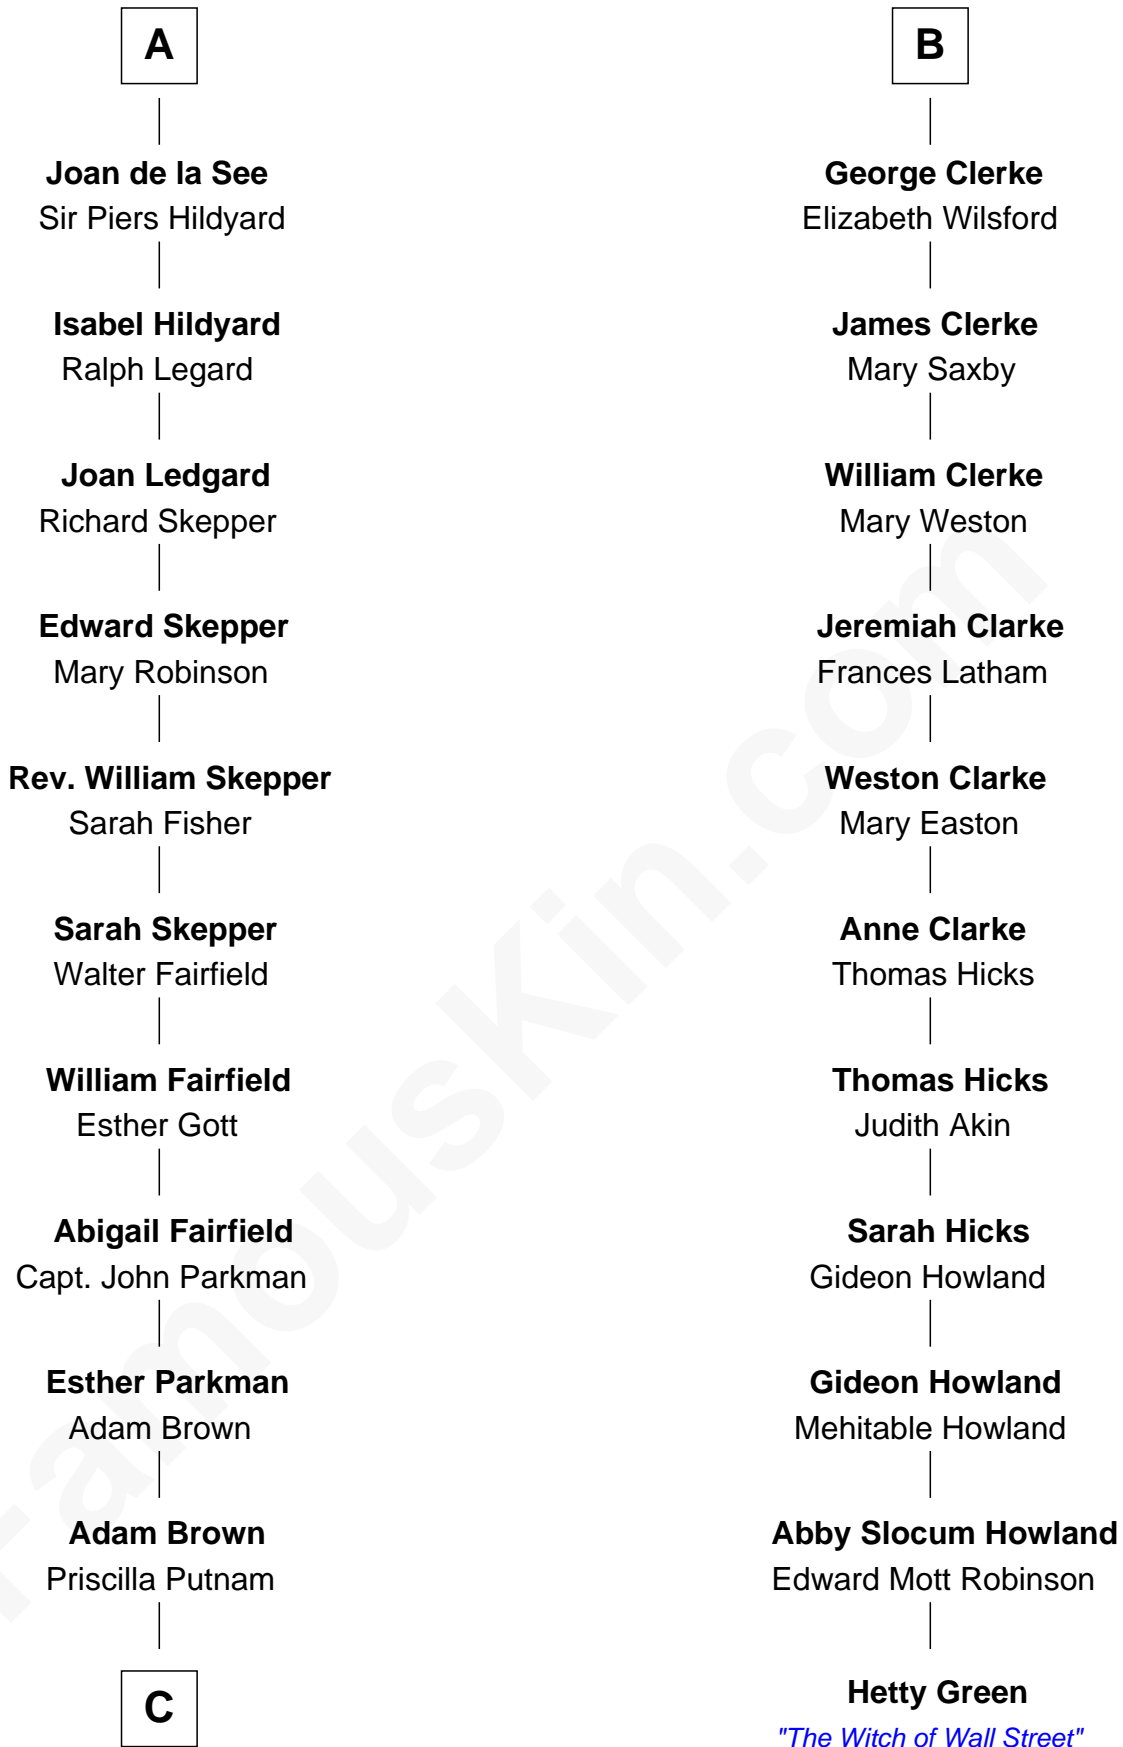 A
Joan de la See
Sir Piers Hildyard
Isabel Hildyard
Ralph Legard
Joan Ledgard
Richard Skepper
Edward Skepper
Mary Robinson
Rev. William Skepper
Sarah Fisher
Sarah Skepper
Walter Fairfield
William Fairfield
Esther Gott
Abigail Fairfield
Capt. John Parkman
Esther Parkman
Adam Brown
Adam Brown
Priscilla Putnam
C
B
George Clerke
Elizabeth Wilsford
James Clerke
Mary Saxby
William Clerke
Mary Weston
Jeremiah Clarke
Frances Latham
Weston Clarke
Mary Easton
Anne Clarke
Thomas Hicks
Thomas Hicks
Judith Akin
Sarah Hicks
Gideon Howland
Gideon Howland
Mehitable Howland
Abby Slocum Howland
Edward Mott Robinson
Hetty Green
"The Witch of Wall Street"
FamousKin.com